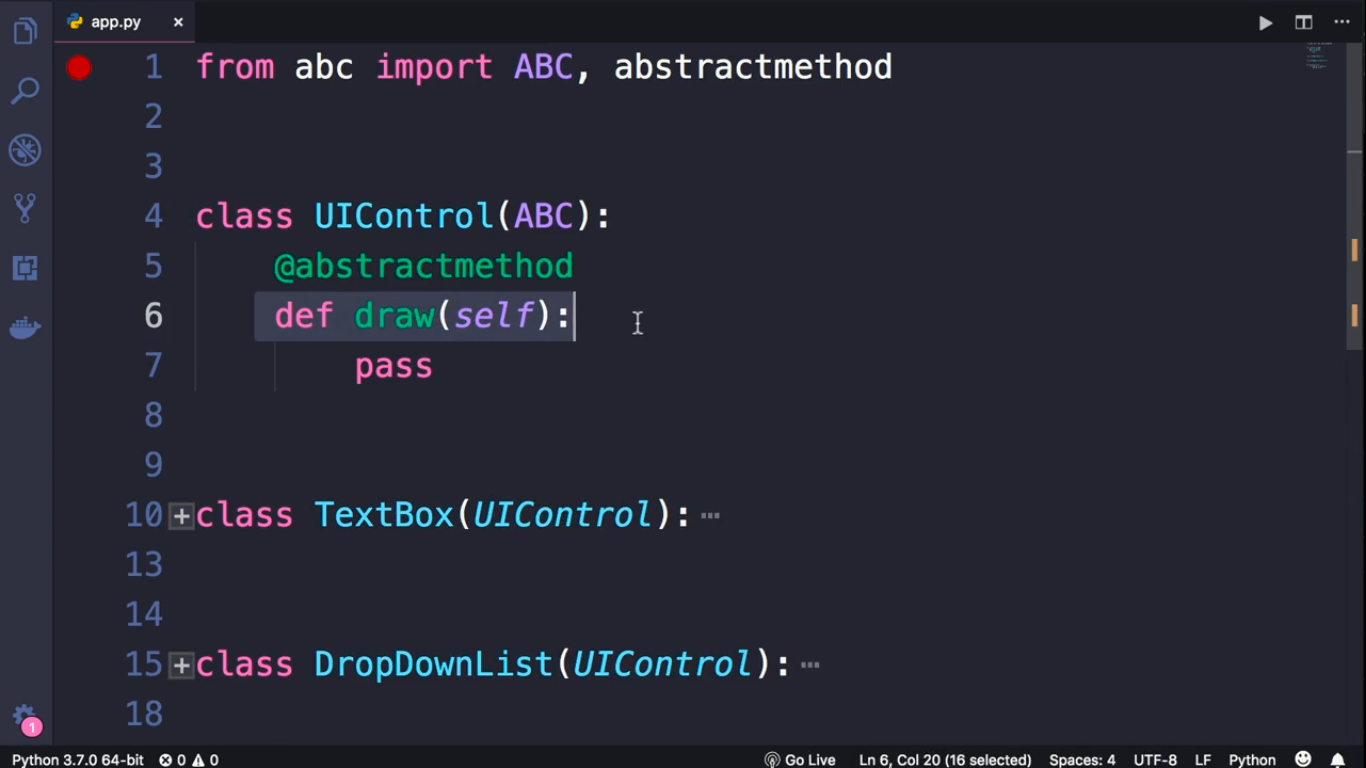 app.py ×
1 from abc import ABC, abstractmethod
2
3
4 class UIControl(ABC):
5 @abstractmethod
6 def draw(self):
7 pass
8
9
10 class TextBox(UIControl):
13
14
15 class DropDownList(UIControl):
18
1
Python 3.7.0 64-bit 0 0 Go Live Ln 6, Col 20 (16 selected) Spaces: 4 UTF-8 LF Python